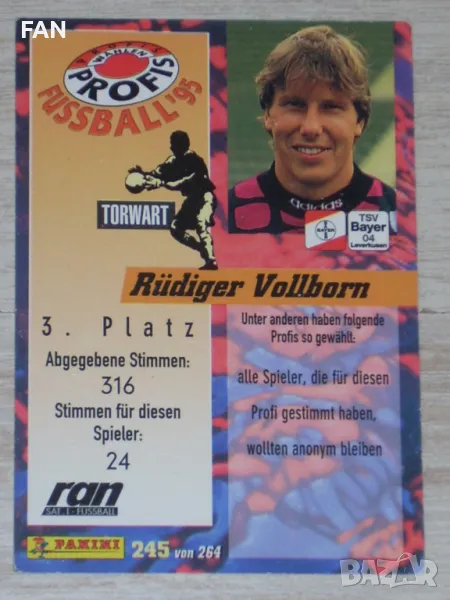 FAN
PROFIS
WÄHLEN
PROFIS
FUSSBALL '95
TORWART
adidas
BAYER
TSV
Bayer
04
Leverkusen
Rüdiger Vollborn
3. Platz
Abgegebene Stimmen:
316
Stimmen für diesen
Spieler:
24
Unter anderen haben folgende
Profis so gewählt:
alle Spieler, die für diesen
Profi gestimmt haben,
wollten anonym bleiben
ran
SAT.1-FUSSBALL
PANINI
245 von 264
BAZAR